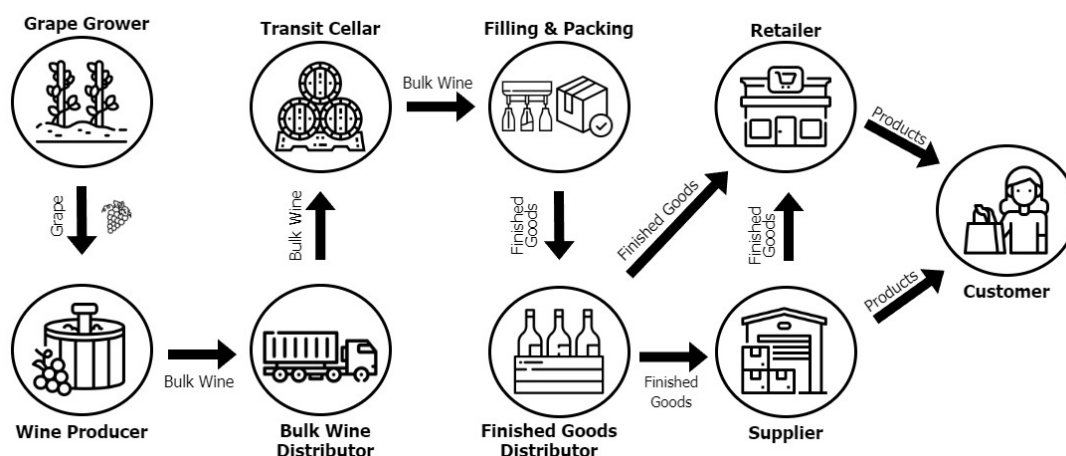 Grape Grower
Transit Cellar
Filling & Packing
Retailer
Bulk Wine
Products
Grape
Bulk Wine
Finished
Goods
Finished Goods
Finished
Goods
Products
Customer
Bulk Wine
Finished
Goods
Wine Producer
Bulk Wine
Distributor
Finished Goods
Distributor
Supplier